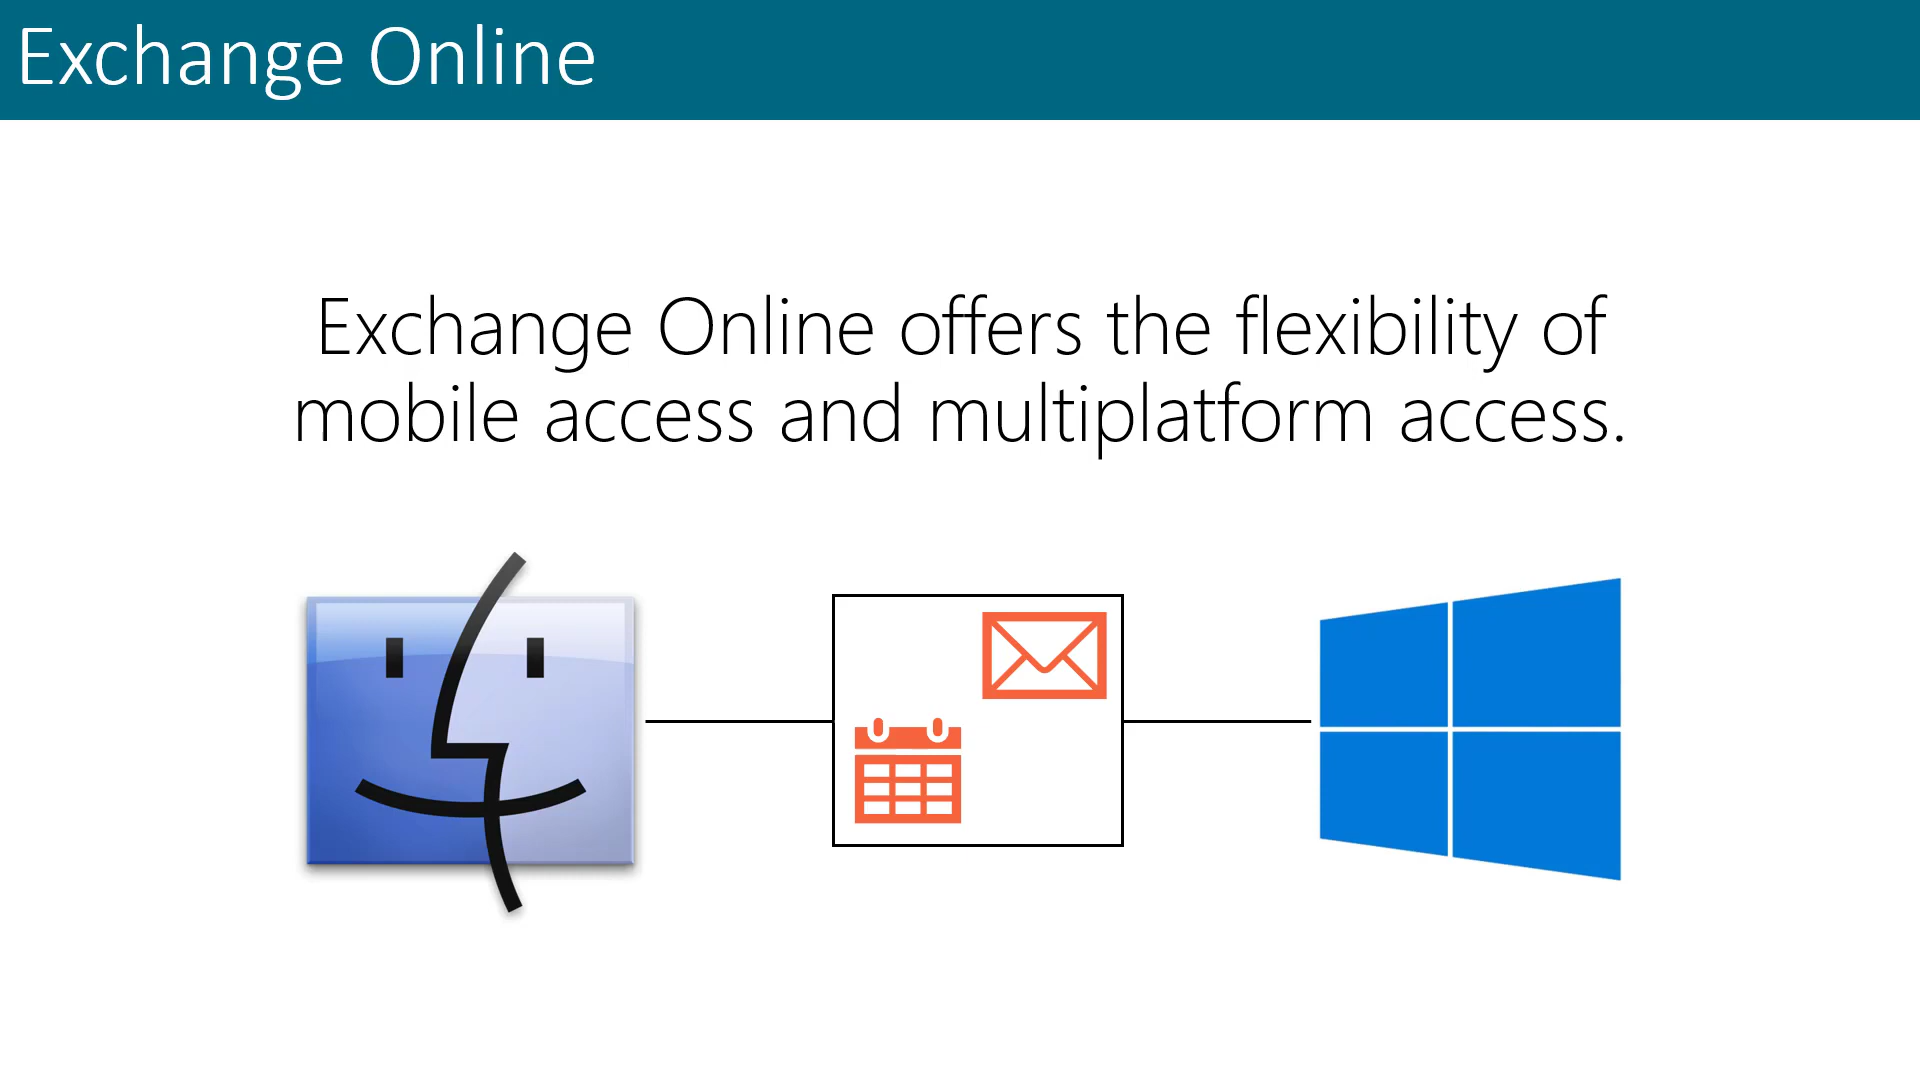 Exchange Online
Exchange Online offers the flexibility of
mobile access and multiplatform access.